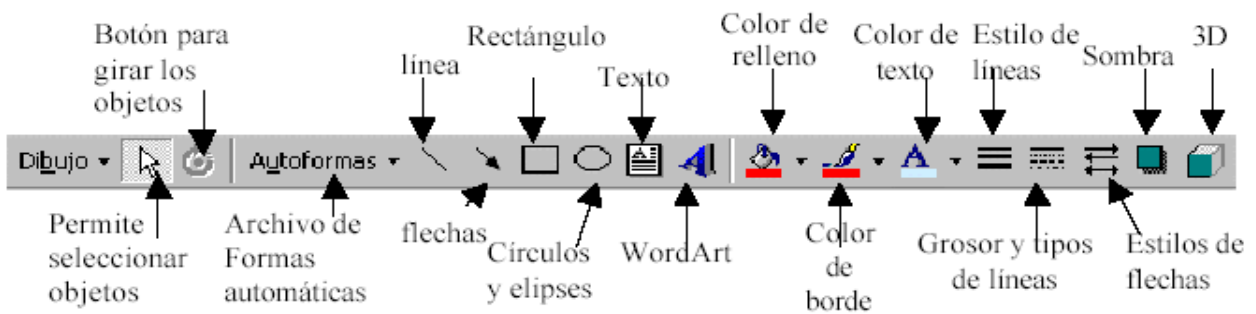 Botón para
girar los
objetos
línea
Rectángulo
Texto
Color de
relleno
Color de
texto
Estilo de
líneas
Sombra
3D
Dibujo
Autoformas
Permite
seleccionar
objetos
Archivo de
Formas
automáticas
flechas
Círculos
y elipses
WordArt
Color
de
borde
Grosor y tipos
de líneas
Estilos de
flechas